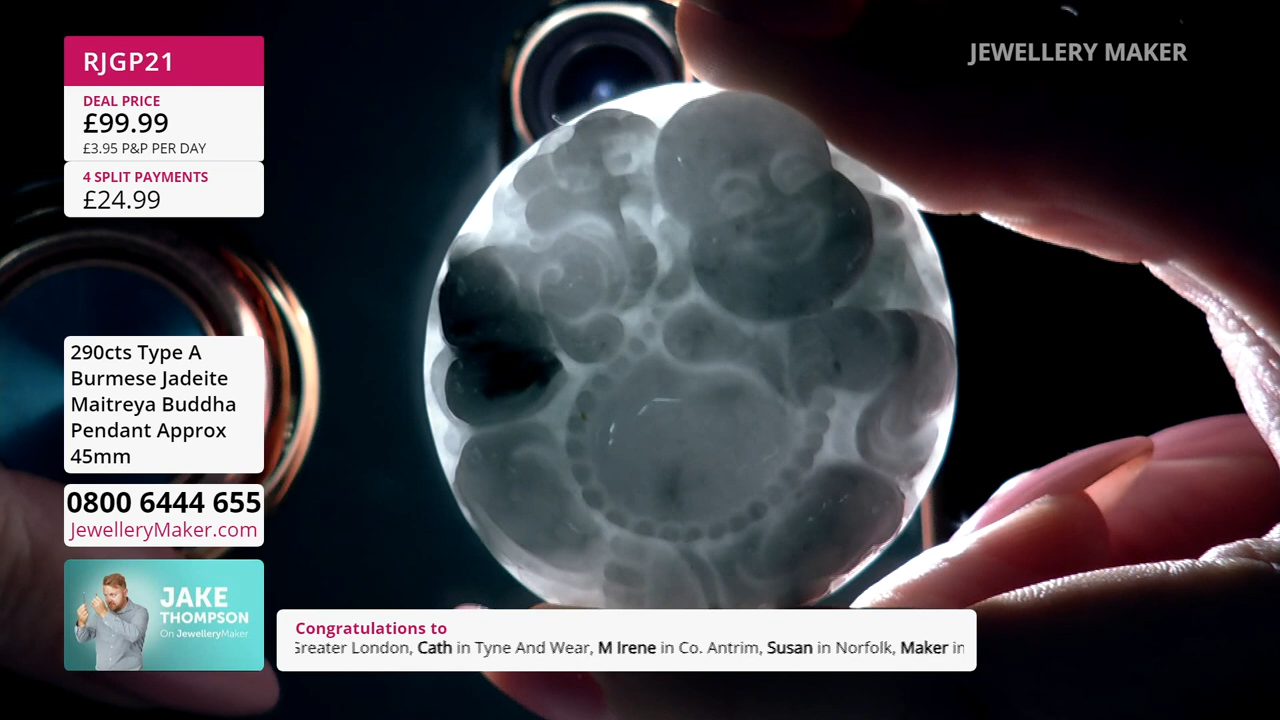 RJGP21
DEAL PRICE
£99.99
£3.95 P&P PER DAY
4 SPLIT PAYMENTS
£24.99
JEWELLERY MAKER
290cts Type A
Burmese Jadeite
Maitreya Buddha
Pendant Approx
45mm
0800 6444 655
JewelleryMaker.com
JAKE
THOMPSON
On JewelleryMaker
Congratulations to
Greater London, Cath in Tyne And Wear, M Irene in Co. Antrim, Susan in Norfolk, Maker in